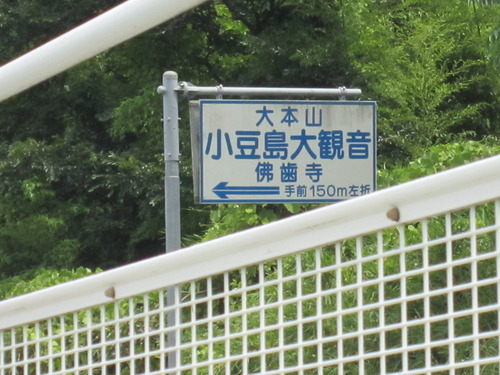 大本山
小豆島大観音
佛歯寺
手前150m左折